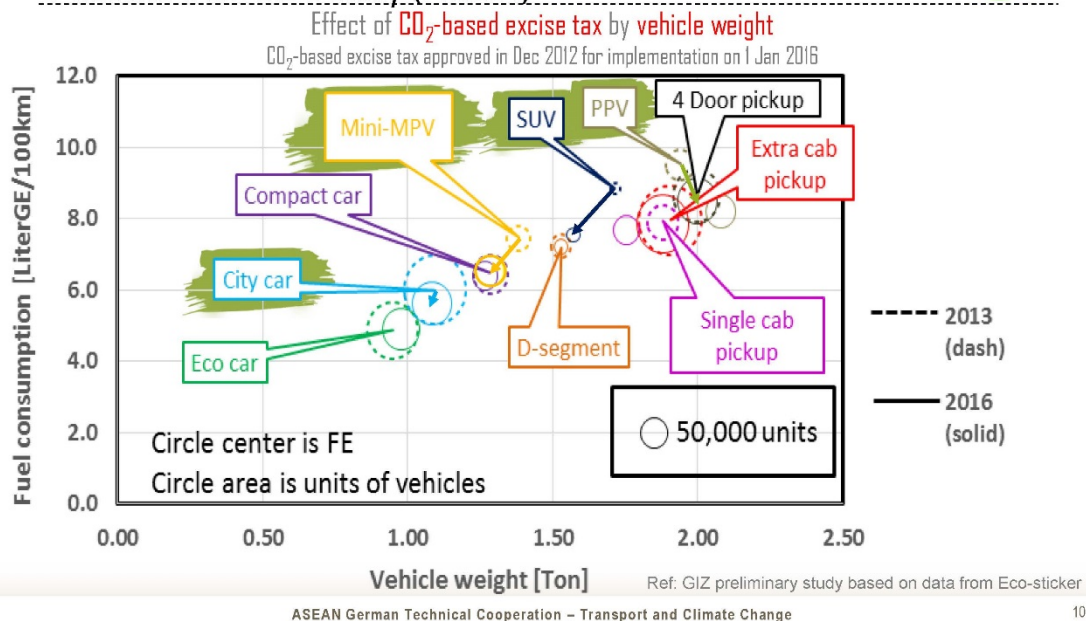 Effect of CO₂-based excise tax by vehicle weight
CO₂-based excise tax approved in Dec 2012 for implementation on 1 Jan 2016
Fuel consumption [LiterGE/100km]
12.0
10.0
8.0
6.0
4.0
2.0
0.0
Mini-MPV
SUV
PPV
4 Door pickup
Extra cab
pickup
Compact car
City car
Eco car
D-segment
Single cab
pickup
2013
(dash)
2016
(solid)
50,000 units
Circle center is FE
Circle area is units of vehicles
0.00
0.50
1.00
1.50
2.00
2.50
Vehicle weight [Ton]
Ref: GIZ preliminary study based on data from Eco-sticker
ASEAN German Technical Cooperation – Transport and Climate Change
10